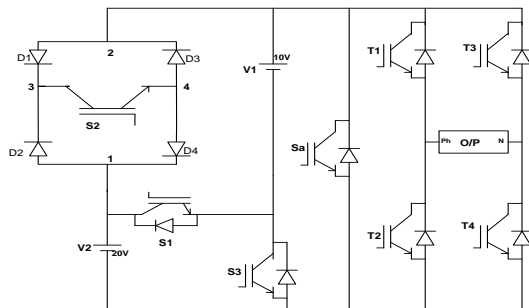 D1
2
D3
10V
V1
T1
T3
3
4
S2
Ph
O/P
N
Sa
D2
1
D4
V2
20V
S1
S3
T2
T4